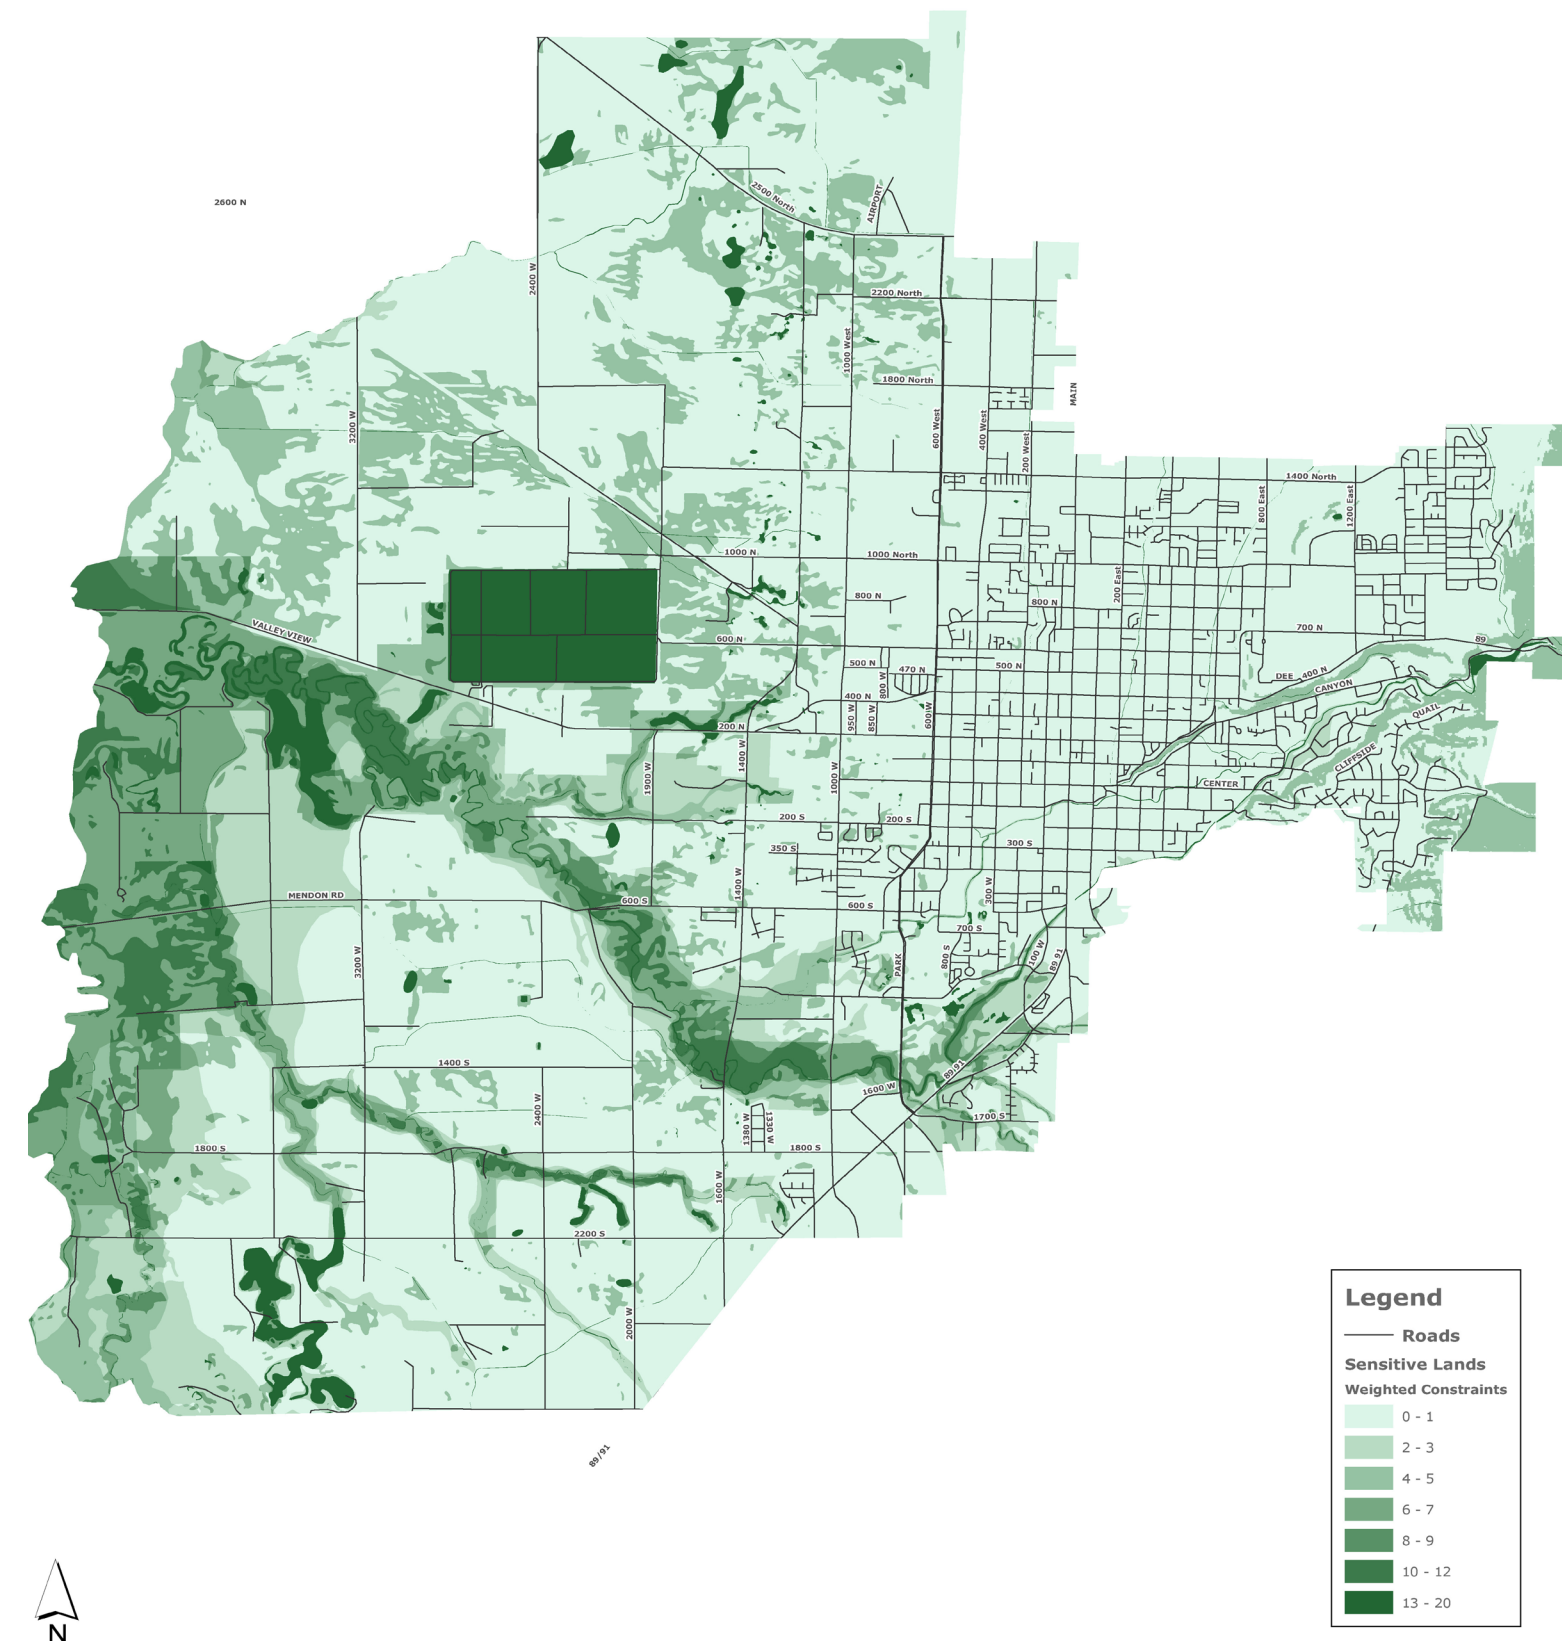 2600 N
2500 North
AIRPORT
2400 W
2200 North
1000 West
1800 North
MAIN
3200 W
600 West
400 West
200 West
1400 North
800 East
1200 East
1000 N
1000 North
200 East
800 N
800 N
VALLEY VIEW
600 N
700 N
89
500 N
470 N
500 N
DEE
400 N
CANYON
800 W
400 N
QUAIL
950 W
850 W
600 W
200 N
1400 W
CLIFFSIDE
1900 W
1000 W
CENTER
200 S
200 S
300 S
350 S
1400 W
300 W
MENDON RD
600 S
600 S
700 S
3200 W
PARK
800 S
100 W
89 91
1400 S
89/91
1600 W
2400 W
1380 W
1330 W
1700 S
1800 S
1800 S
1600 W
2200 S
2000 W
89/91
Legend
Roads
Sensitive Lands
Weighted Constraints
0 - 1
2 - 3
4 - 5
6 - 7
8 - 9
10 - 12
13 - 20
N